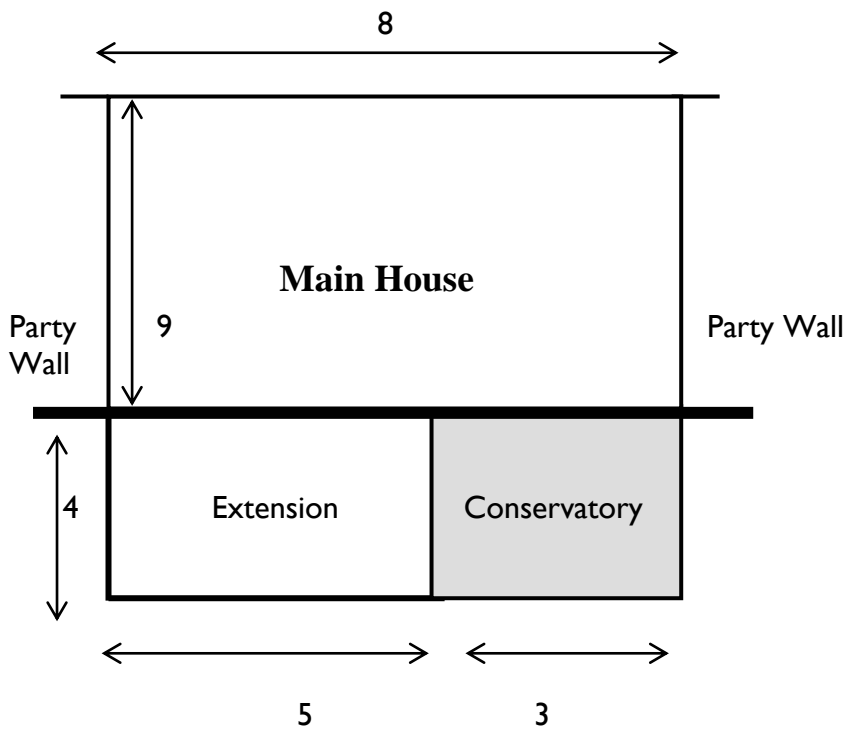 8
Main House
Party
Wall
9
Party Wall
4
Extension
Conservatory
5
3